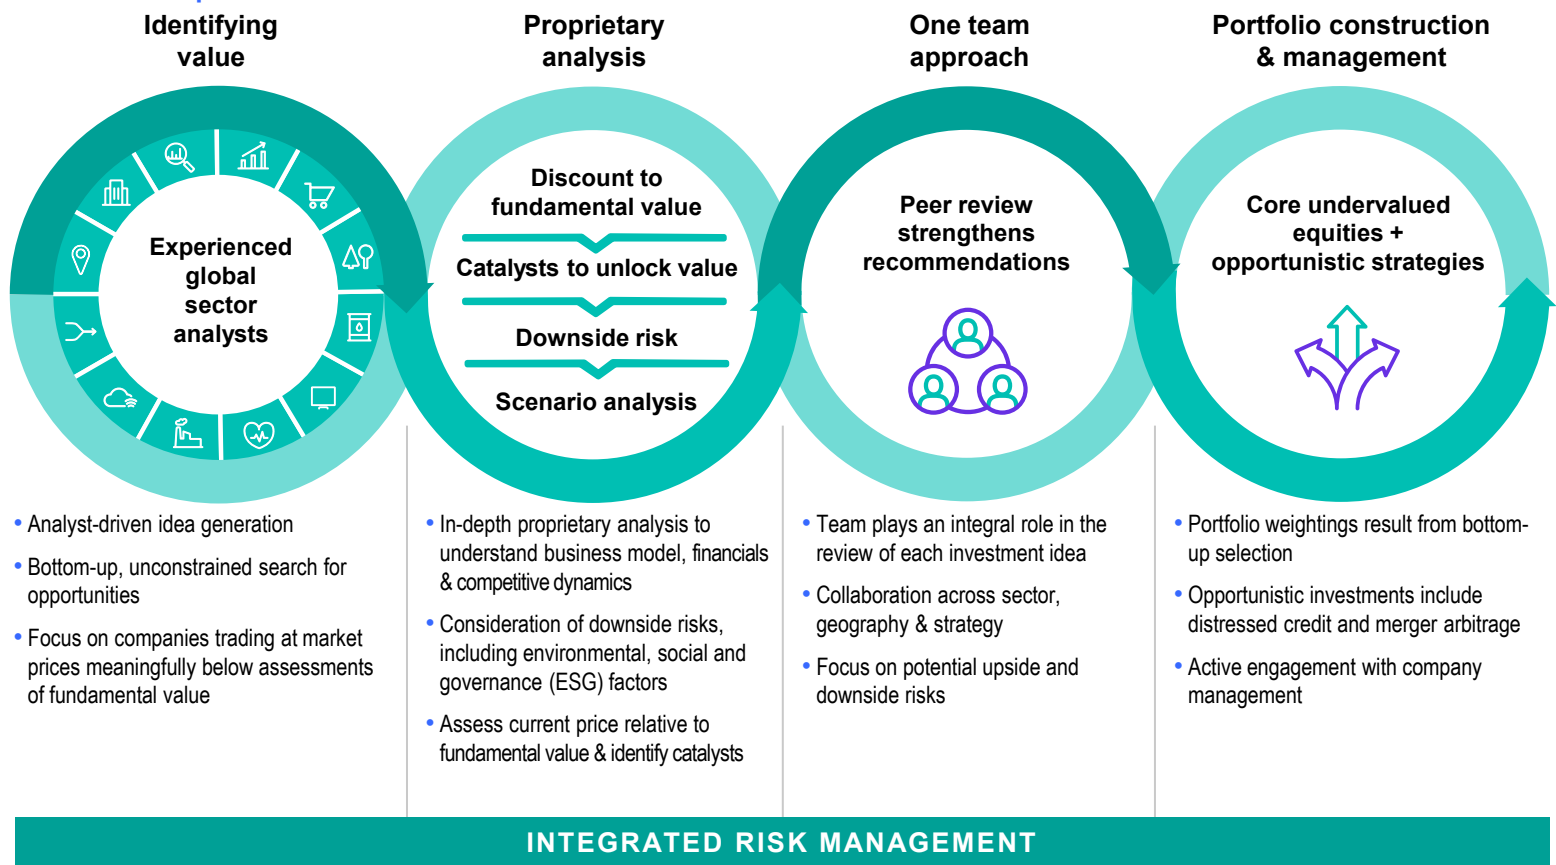 Identifying
value
Proprietary
analysis
One team
approach
Portfolio construction
& management
Experienced
global
sector
analysts
Discount to
fundamental value
Catalysts to unlock value
Downside risk
Scenario analysis
Peer review
strengthens
recommendations
Core undervalued
equities +
opportunistic strategies
• Analyst-driven idea generation
• Bottom-up, unconstrained search for
opportunities
• Focus on companies trading at market
prices meaningfully below assessments
of fundamental value
• In-depth proprietary analysis to
understand business model, financials
& competitive dynamics
• Consideration of downside risks,
including environmental, social and
governance (ESG) factors
• Assess current price relative to
fundamental value & identify catalysts
• Team plays an integral role in the
review of each investment idea
• Collaboration across sector,
geography & strategy
• Focus on potential upside and
downside risks
• Portfolio weightings result from bottom-
up selection
• Opportunistic investments include
distressed credit and merger arbitrage
• Active engagement with company
management
INTEGRATED RISK MANAGEMENT